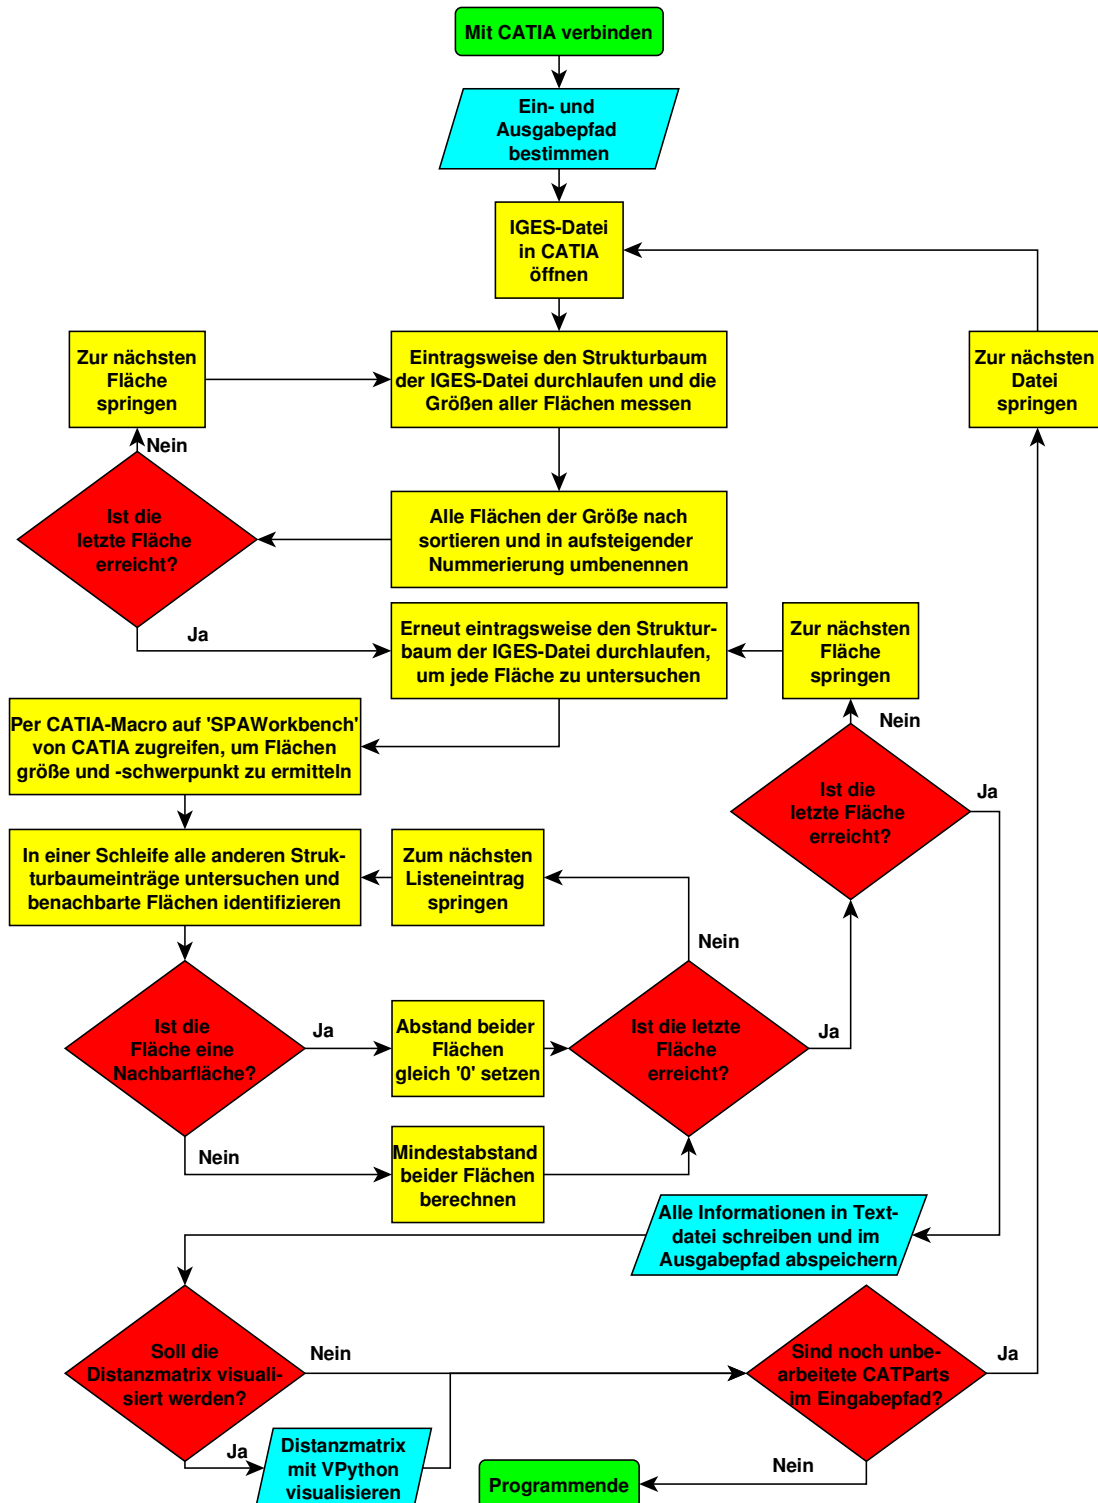 Mit CATIA verbinden
Ein- und
Ausgabepfad
bestimmen
IGES-Datei
in CATIA
öffnen
Zur nächsten
Fläche
springen
Eintragsweise den Strukturbaum
der IGES-Datei durchlaufen und die
Größen aller Flächen messen
Zur nächsten
Datei
springen
Nein
Ist die
letzte Fläche
erreicht?
Alle Flächen der Größe nach
sortieren und in aufsteigender
Nummerierung umbenennen
Ja
Erneut eintragsweise den Struktur-
baum der IGES-Datei durchlaufen,
um jede Fläche zu untersuchen
Zur nächsten
Fläche
springen
Per CATIA-Macro auf 'SPAWorkbench'
von CATIA zugreifen, um Flächen
größe und -schwerpunkt zu ermitteln
Nein
Ist die
letzte Fläche
erreicht?
Ja
In einer Schleife alle anderen Struk-
turbaumeinträge untersuchen und
benachbarte Flächen identifizieren
Zum nächsten
Listeneintrag
springen
Nein
Ist die
Fläche eine
Nachbarfläche?
Ja
Abstand beider
Flächen
gleich '0' setzen
Ist die letzte
Fläche
erreicht?
Ja
Nein
Mindestabstand
beider Flächen
berechnen
Alle Informationen in Text-
datei schreiben und im
Ausgabepfad abspeichern
Soll die
Distanzmatrix visuali-
siert werden?
Nein
Sind noch unbe-
arbeitete CATParts
im Eingabepfad?
Ja
Ja
Distanzmatrix
mit VPython
visualisieren
Nein
Programmende